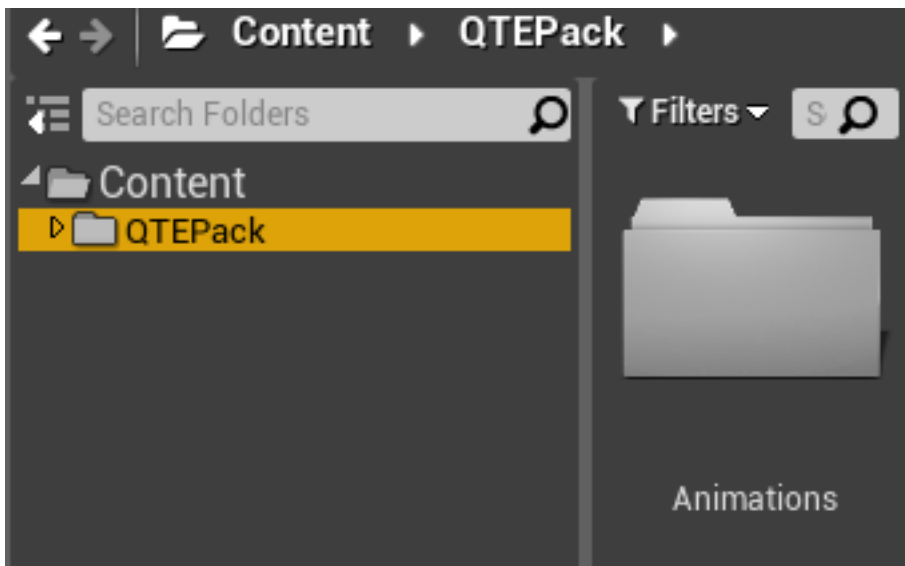 Content QTEPack
Search Folders
Filters S
Content
QTEPack
Animations